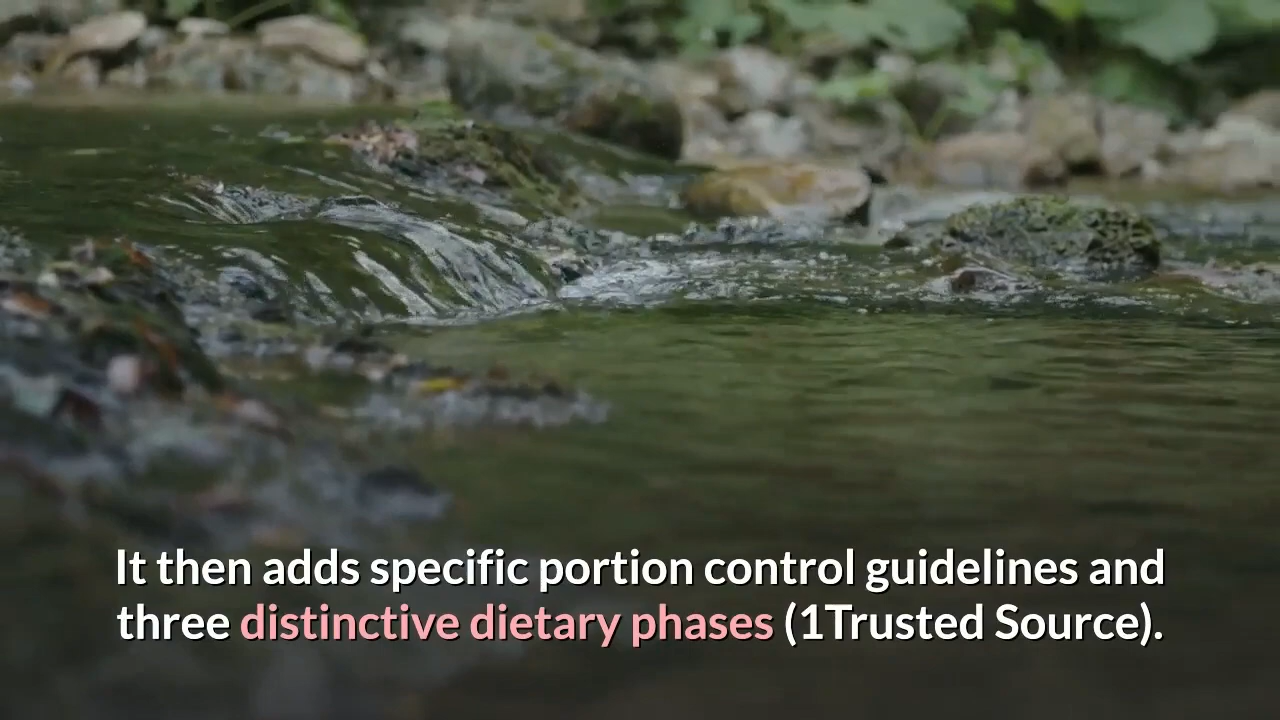 It then adds specific portion control guidelines and
three distinctive dietary phases (1Trusted Source).